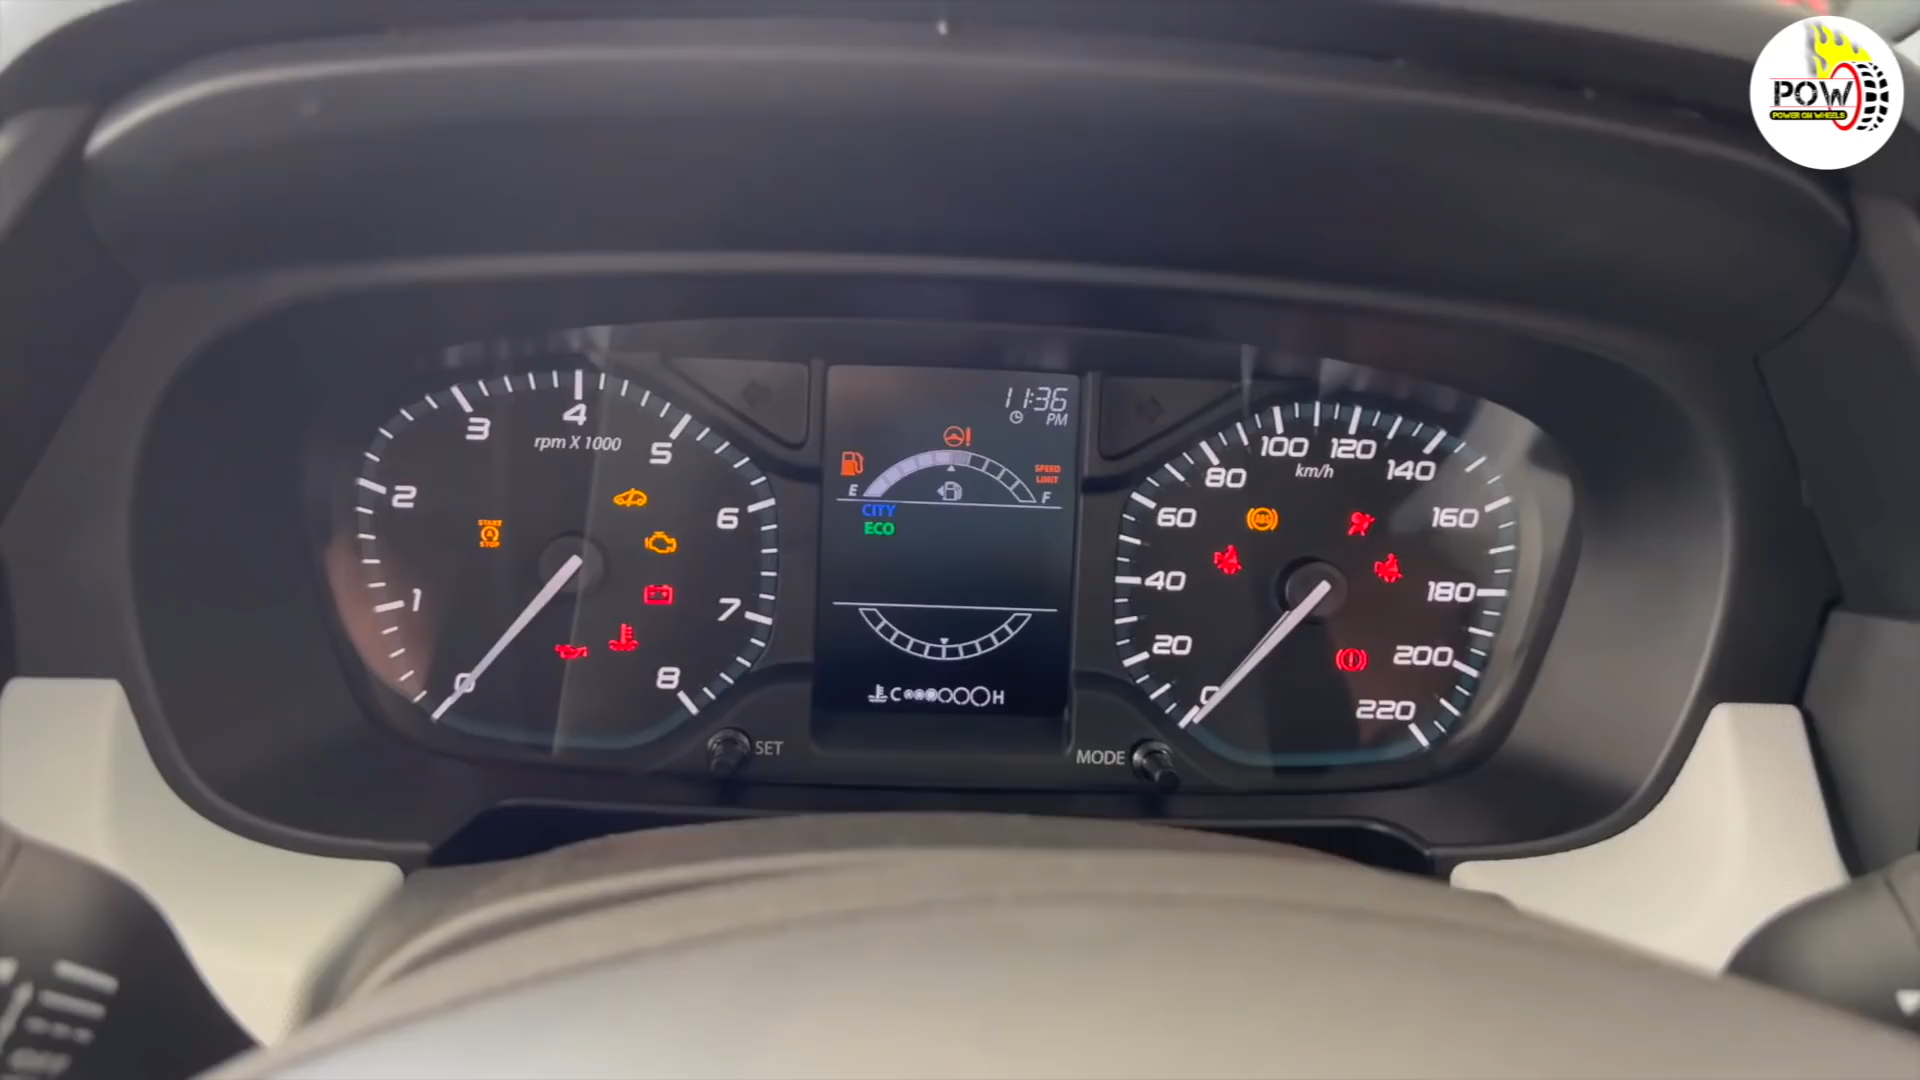 POW
POWER ON WHEELS
0
1
2
3
4
5
6
7
8
rpm X 1000
START
A
STOP
11:36
PM
SPEED
LIMIT
E
F
CITY
ECO
C
H
SET
MODE
0
20
40
60
80
100
120
140
160
180
200
220
km/h
ABS